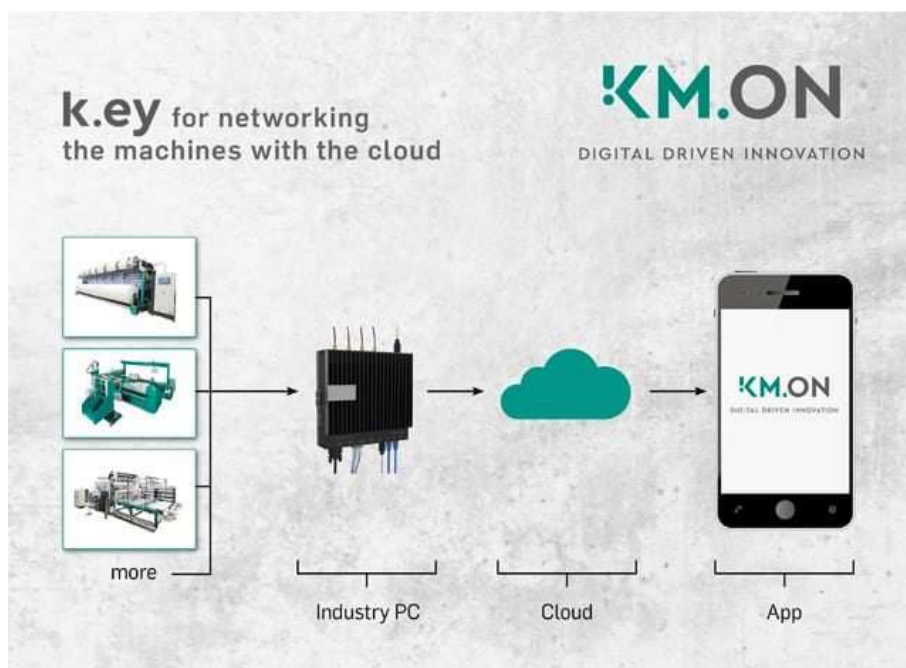 k.ey for networking
the machines with the cloud
KM.ON
DIGITAL DRIVEN INNOVATION
KM.ON
DIGITAL DRIVEN INNOVATION
more
Industry PC
Cloud
App